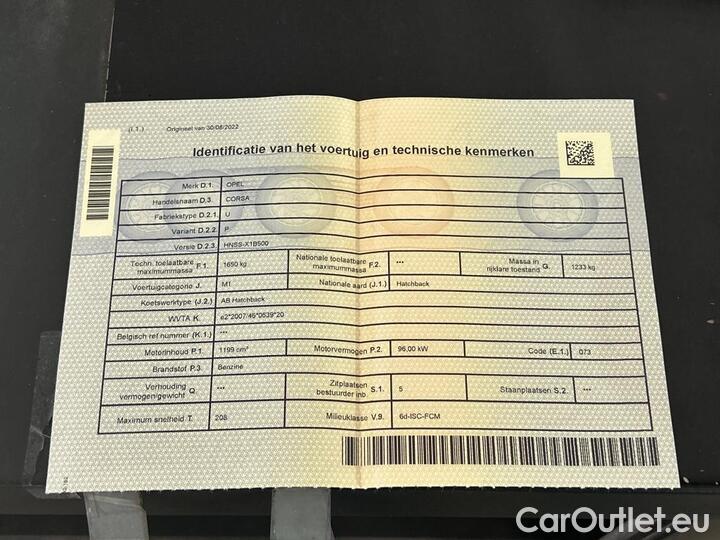 (I.1.) Origineel van 30/06/2022
Identificatie van het voertuig en technische kenmerken
Merk D.1. OPEL
Handelsnaam D.3. CORSA
Fabriekstype D.2.1. U
Variant D.2.2. P
Versie D.2.3. HNSS-X1B500
Techn. toelaatbare maximummassa F.1. 1650 kg Nationale toelaatbare maximummassa F.2. *** Massa in rijklare toestand G. 1233 kg
Voertuigcategorie J. M1 Nationale aard (J.1.) Hatchback
Koetswerktype (J.2.) AB Hatchback
WVTA K. e2*2007/46*0639*20
Belgisch ref nummer (K.1.) ***
Motorinhoud P.1. 1199 cm³ Motorvermogen P.2. 96,00 kW Code (E.1.) 073
Brandstof P.3. Benzine
Verhouding vermogen/gewicht Q. *** Zitplaatsen bestuurder inb. S.1. 5 Staanplaatsen S.2. ***
Maximum snelheid T. 208 Milieuklasse V.9. 6d-ISC-FCM
CarOutlet.eu